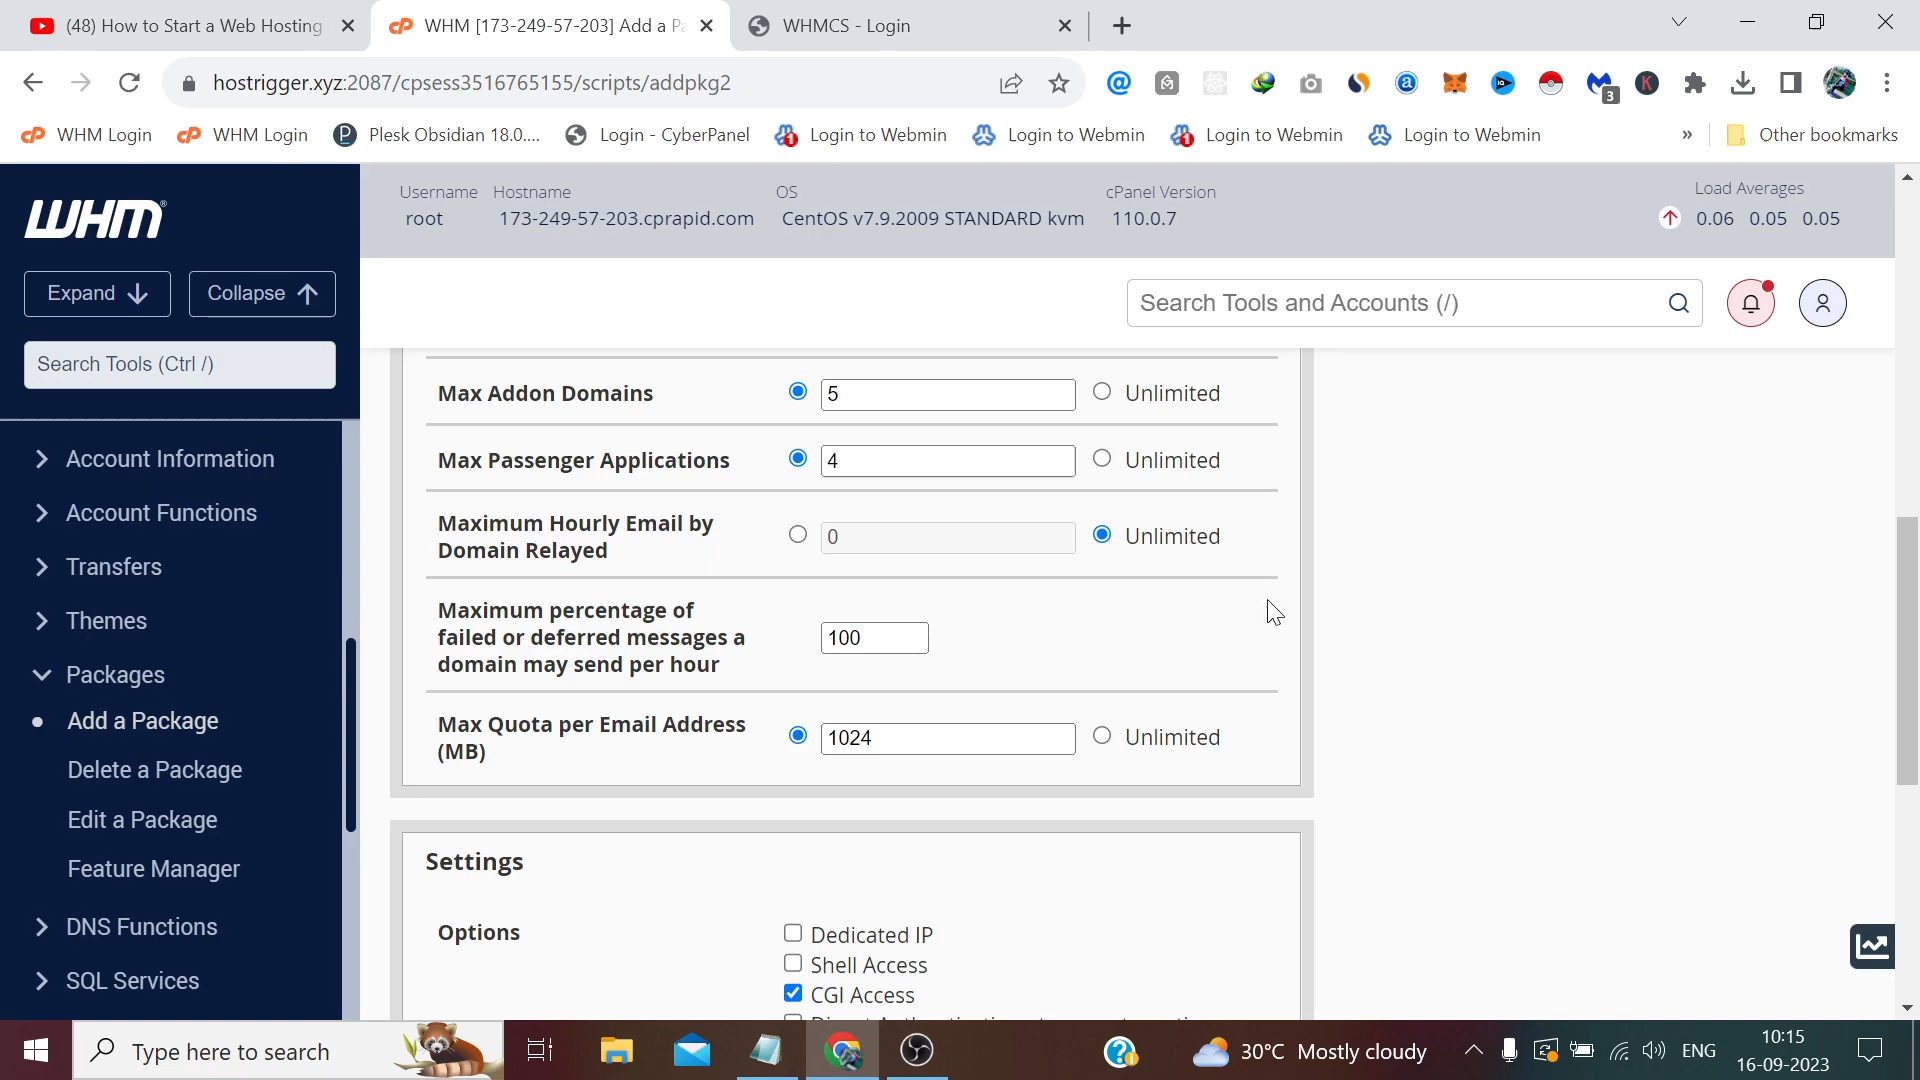 (48) How to Start a Web Hosting
WHM [173-249-57-203] Add a Pa
WHMCS - Login
hostrigger.xyz:2087/cpsess3516765155/scripts/addpkg2
3
WHM Login
WHM Login
Plesk Obsidian 18.0....
Login - CyberPanel
Login to Webmin
Login to Webmin
Login to Webmin
Login to Webmin
»
Other bookmarks
WHM
Username Hostname OS cPanel Version Load Averages
root 173-249-57-203.cprapid.com CentOS v7.9.2009 STANDARD kvm 110.0.7 0.06 0.05 0.05
Expand
Collapse
Search Tools and Accounts (/)
Search Tools (Ctrl /)
Account Information
Account Functions
Transfers
Themes
Packages
Add a Package
Delete a Package
Edit a Package
Feature Manager
DNS Functions
SQL Services
Max Addon Domains 5 Unlimited
Max Passenger Applications 4 Unlimited
Maximum Hourly Email by
Domain Relayed 0 Unlimited
Maximum percentage of
failed or deferred messages a 100
domain may send per hour
Max Quota per Email Address
(MB) 1024 Unlimited
Settings
Options
Dedicated IP
Shell Access
CGI Access
Type here to search
30°C Mostly cloudy
ENG
10:15
16-09-2023